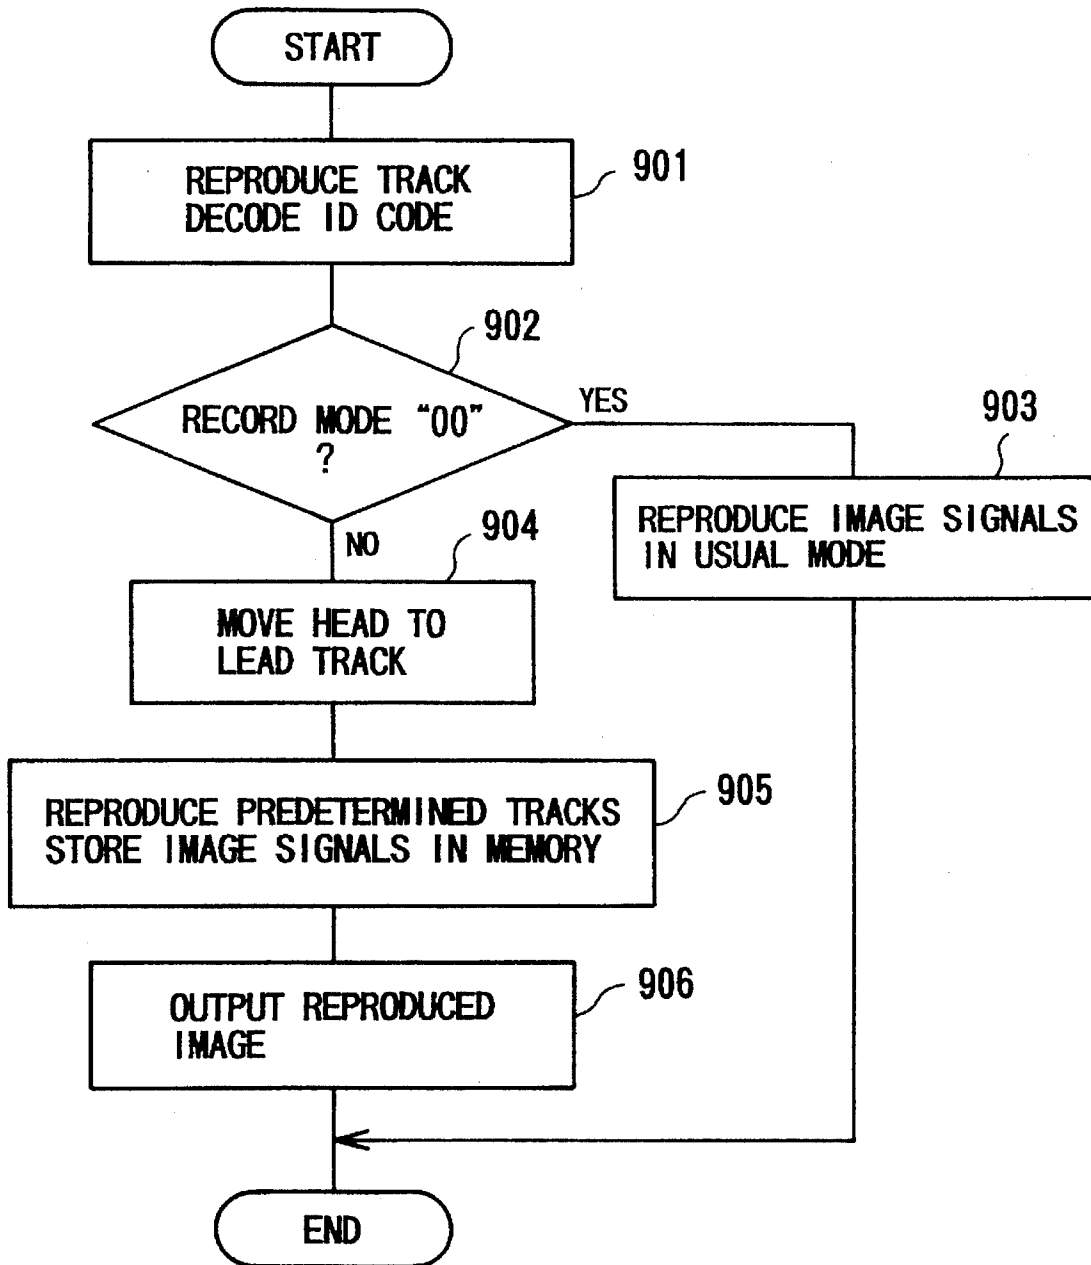 START
REPRODUCE TRACK
DECODE ID CODE
901
902
RECORD MODE “00”
?
YES
903
REPRODUCE IMAGE SIGNALS
IN USUAL MODE
NO
904
MOVE HEAD TO
LEAD TRACK
905
REPRODUCE PREDETERMINED TRACKS
STORE IMAGE SIGNALS IN MEMORY
906
OUTPUT REPRODUCED
IMAGE
END